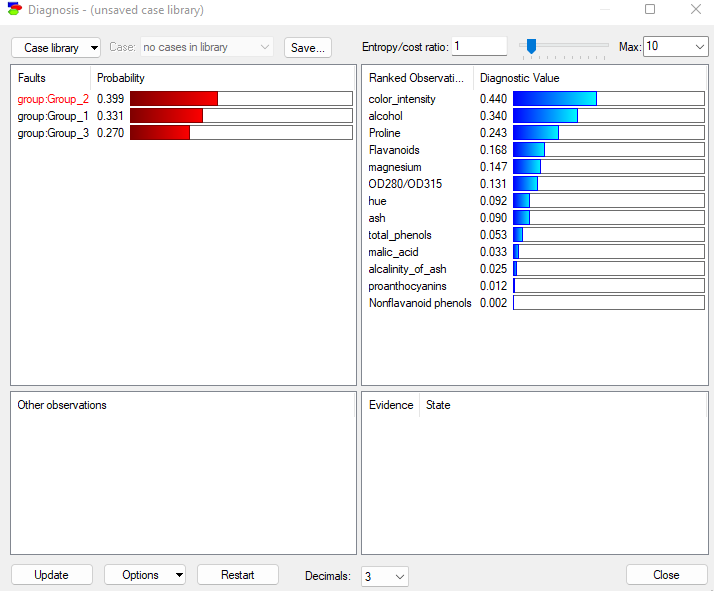 Diagnosis - (unsaved case library)
Case library Case: no cases in library Save... Entropy/cost ratio: 1 Max: 10
Faults Probability
group:Group_2 0.399
group:Group_1 0.331
group:Group_3 0.270
Ranked Observati... Diagnostic Value
color_intensity 0.440
alcohol 0.340
Proline 0.243
Flavanoids 0.168
magnesium 0.147
OD280/OD315 0.131
hue 0.092
ash 0.090
total_phenols 0.053
malic_acid 0.033
alcalinity_of_ash 0.025
proanthocyanins 0.012
Nonflavanoid phenols 0.002
Other observations
Evidence State
Update Options Restart Decimals: 3 Close